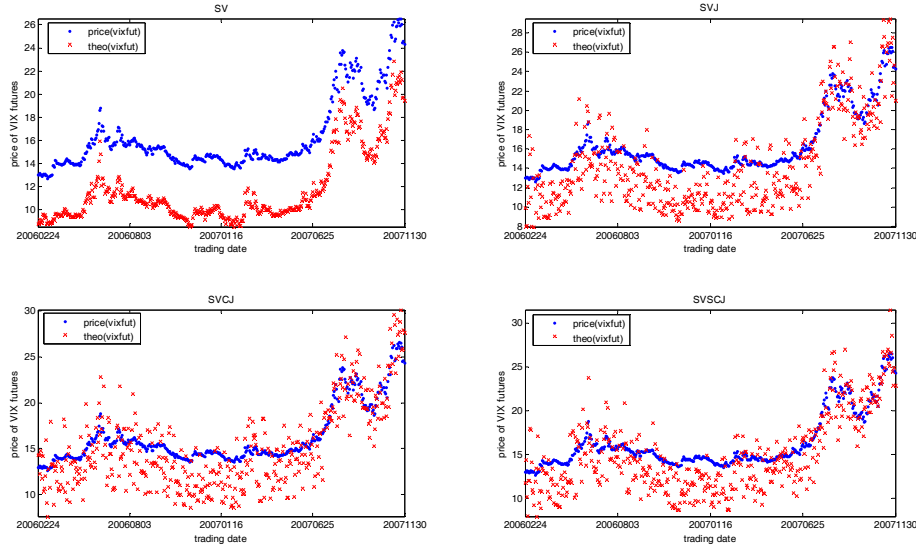 SV
price(vixfut)
theo(vixfut)
price of VIX futures
26
24
22
20
18
16
14
12
10
20060224
20060803
20070116
20070625
20071130
trading date
SVJ
price(vixfut)
theo(vixfut)
price of VIX futures
28
26
24
22
20
18
16
14
12
10
8
20060224
20060803
20070116
20070625
20071130
trading date
SVCJ
price(vixfut)
theo(vixfut)
price of VIX futures
30
25
20
15
10
20060224
20060803
20070116
20070625
20071130
trading date
SVSCJ
price(vixfut)
theo(vixfut)
price of VIX futures
30
25
20
15
10
20060224
20060803
20070116
20070625
20071130
trading date